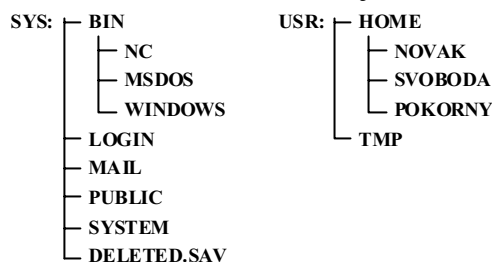 SYS: BIN
NC
MSDOS
WINDOWS
LOGIN
MAIL
PUBLIC
SYSTEM
DELETED.SAV
USR: HOME
NOVAK
SVOBODA
POKORNY
TMP